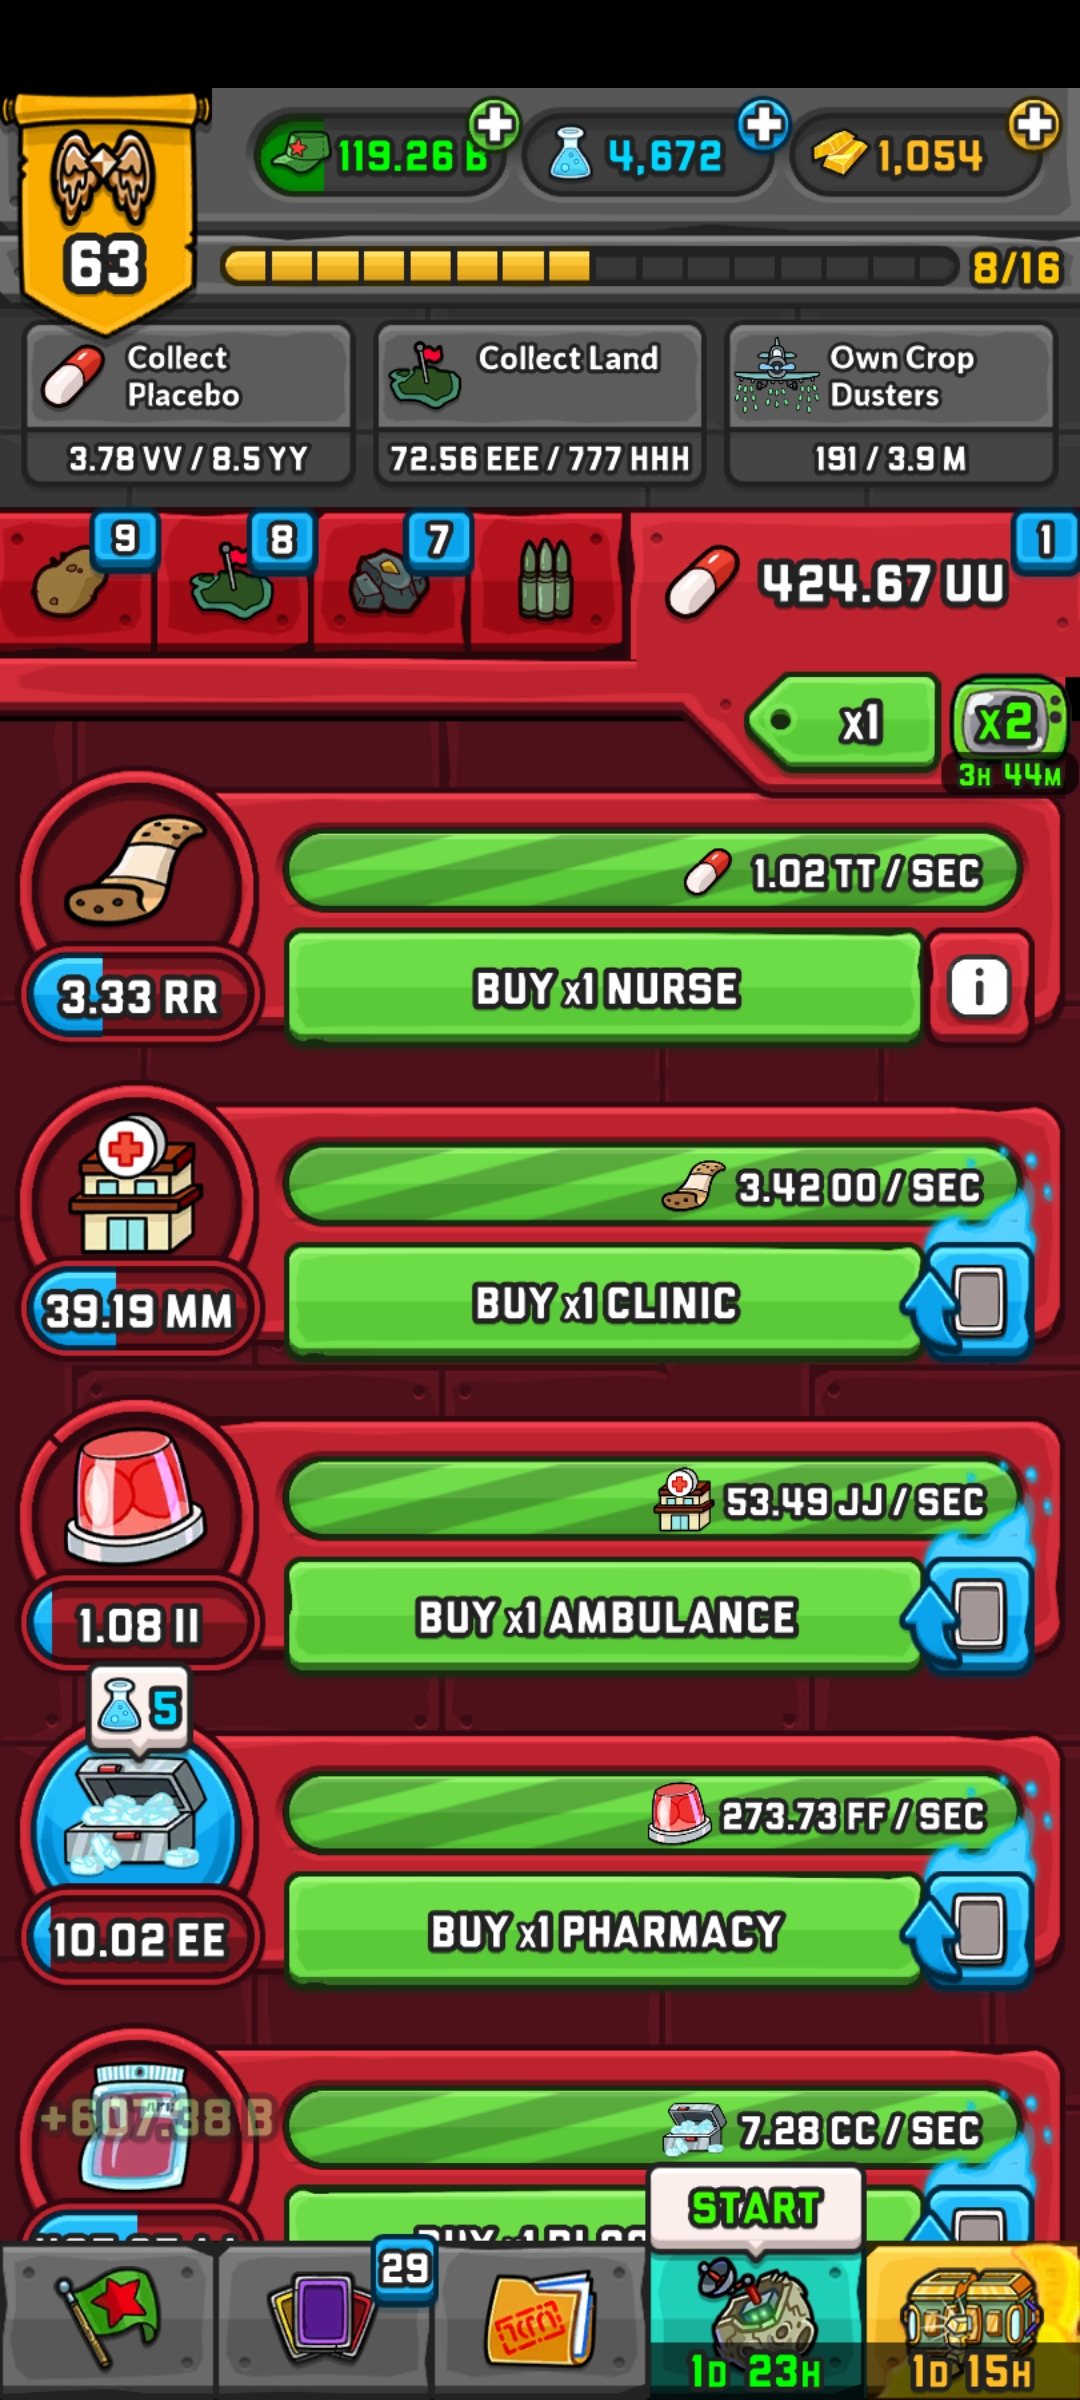 119.26 B
4,672
1,054
63
8/16
Collect
Placebo
3.78 VV / 8.5 YY
Collect Land
72.56 EEE / 777 HHH
Own Crop
Dusters
191 / 3.9 M
9
8
7
1
424.67 UU
x1
x2
3H 44M
1.02 TT / SEC
3.33 RR
BUY x1 NURSE
i
3.42 OO / SEC
39.19 MM
BUY x1 CLINIC
53.49 JJ / SEC
1.08 II
BUY x1 AMBULANCE
5
273.73 FF / SEC
10.02 EE
BUY x1 PHARMACY
+607.38 B
7.28 CC / SEC
START
BUY x1
29
1D 23H
1D 15H